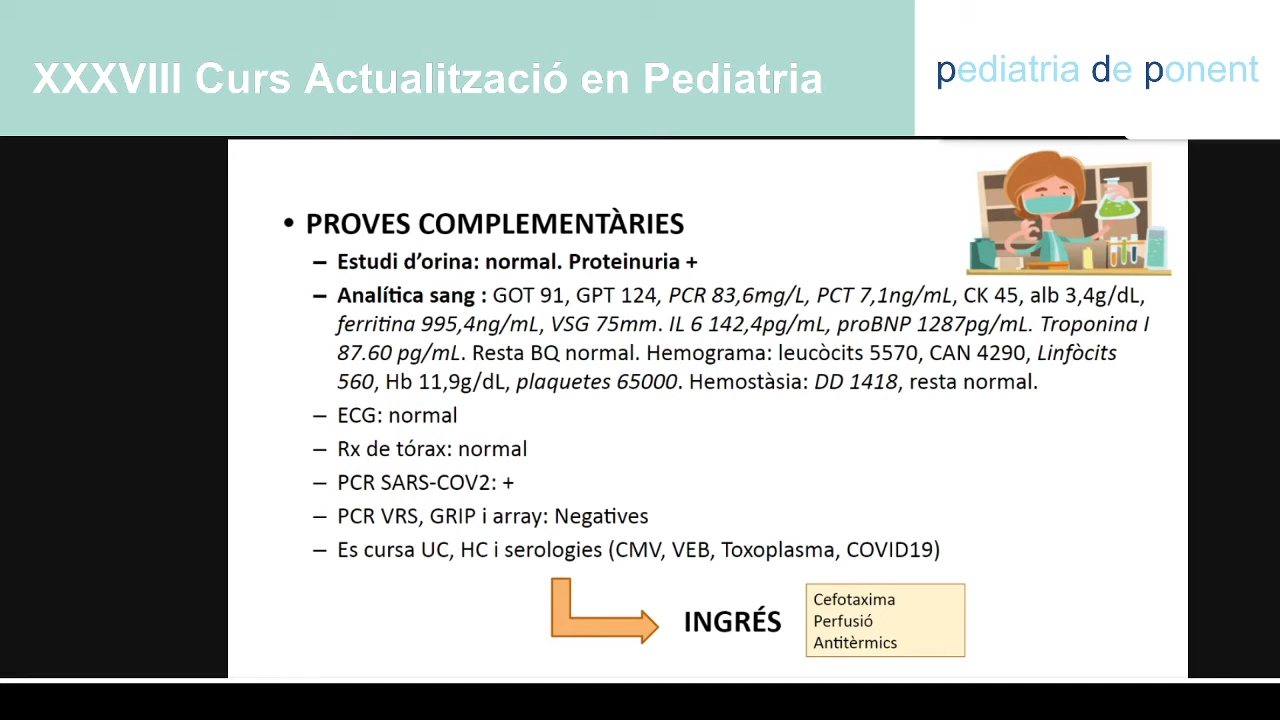 XXXVIII Curs Actualització en Pediatria
pediatria de ponent
• PROVES COMPLEMENTÀRIES
– Estudi d’orina: normal. Proteinuria +
– Analítica sang : GOT 91, GPT 124, PCR 83,6mg/L, PCT 7,1ng/mL, CK 45, alb 3,4g/dL,
ferritina 995,4ng/mL, VSG 75mm. IL 6 142,4pg/mL, proBNP 1287pg/mL. Troponina I
87.60 pg/mL. Resta BQ normal. Hemograma: leucòcits 5570, CAN 4290, Linfòcits
560, Hb 11,9g/dL, plaquetes 65000. Hemostàsia: DD 1418, resta normal.
– ECG: normal
– Rx de tórax: normal
– PCR SARS-COV2: +
– PCR VRS, GRIP i array: Negatives
– Es cursa UC, HC i serologies (CMV, VEB, Toxoplasma, COVID19)
INGRÉS
Cefotaxima
Perfusió
Antitèrmics